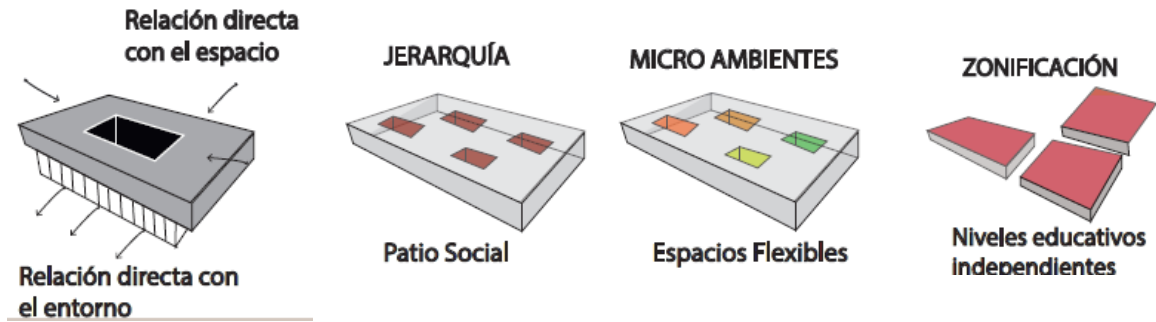 Relación directa
con el espacio
Relación directa con
el entorno
JERARQUÍA
Patio Social
MICRO AMBIENTES
Espacios Flexibles
ZONIFICACIÓN
Niveles educativos
independientes